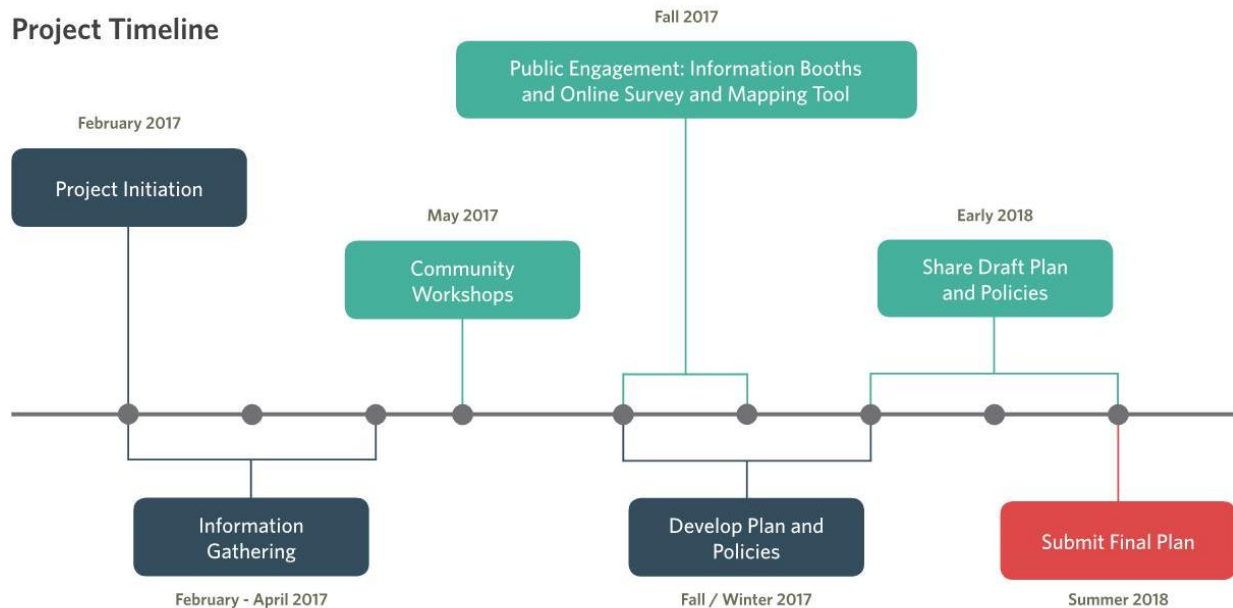 Project Timeline
Fall 2017
Public Engagement: Information Booths
and Online Survey and Mapping Tool
February 2017
Project Initiation
May 2017
Community
Workshops
Early 2018
Share Draft Plan
and Policies
Information
Gathering
February - April 2017
Develop Plan and
Policies
Fall / Winter 2017
Submit Final Plan
Summer 2018